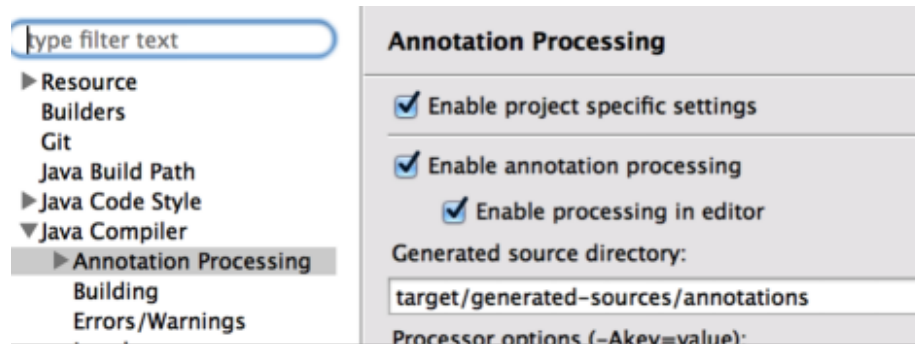 type filter text
Resource
Builders
Git
Java Build Path
Java Code Style
Java Compiler
Annotation Processing
Building
Errors/Warnings
Annotation Processing
Enable project specific settings
Enable annotation processing
Enable processing in editor
Generated source directory:
target/generated-sources/annotations
Processor options (-Akey=value):